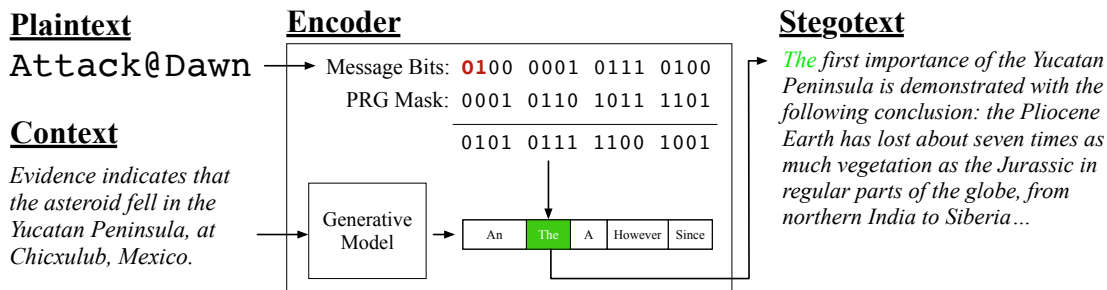 Plaintext
Attack@Dawn
Context
Evidence indicates that
the asteroid fell in the
Yucatan Peninsula, at
Chicxulub, Mexico.
Encoder
Message Bits: 0100 0001 0111 0100
PRG Mask: 0001 0110 1011 1101
0101 0111 1100 1001
Generative
Model
An The A However Since
Stegotext
The first importance of the Yucatan
Peninsula is demonstrated with the
following conclusion: the Pliocene
Earth has lost about seven times as
much vegetation as the Jurassic in
regular parts of the globe, from
northern India to Siberia…